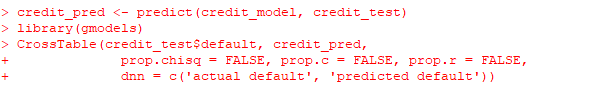 > credit_pred <- predict(credit_model, credit_test)
> library(gmodels)
> CrossTable(credit_test$default, credit_pred,
+            prop.chisq = FALSE, prop.c = FALSE, prop.r = FALSE,
+            dnn = c('actual default', 'predicted default'))